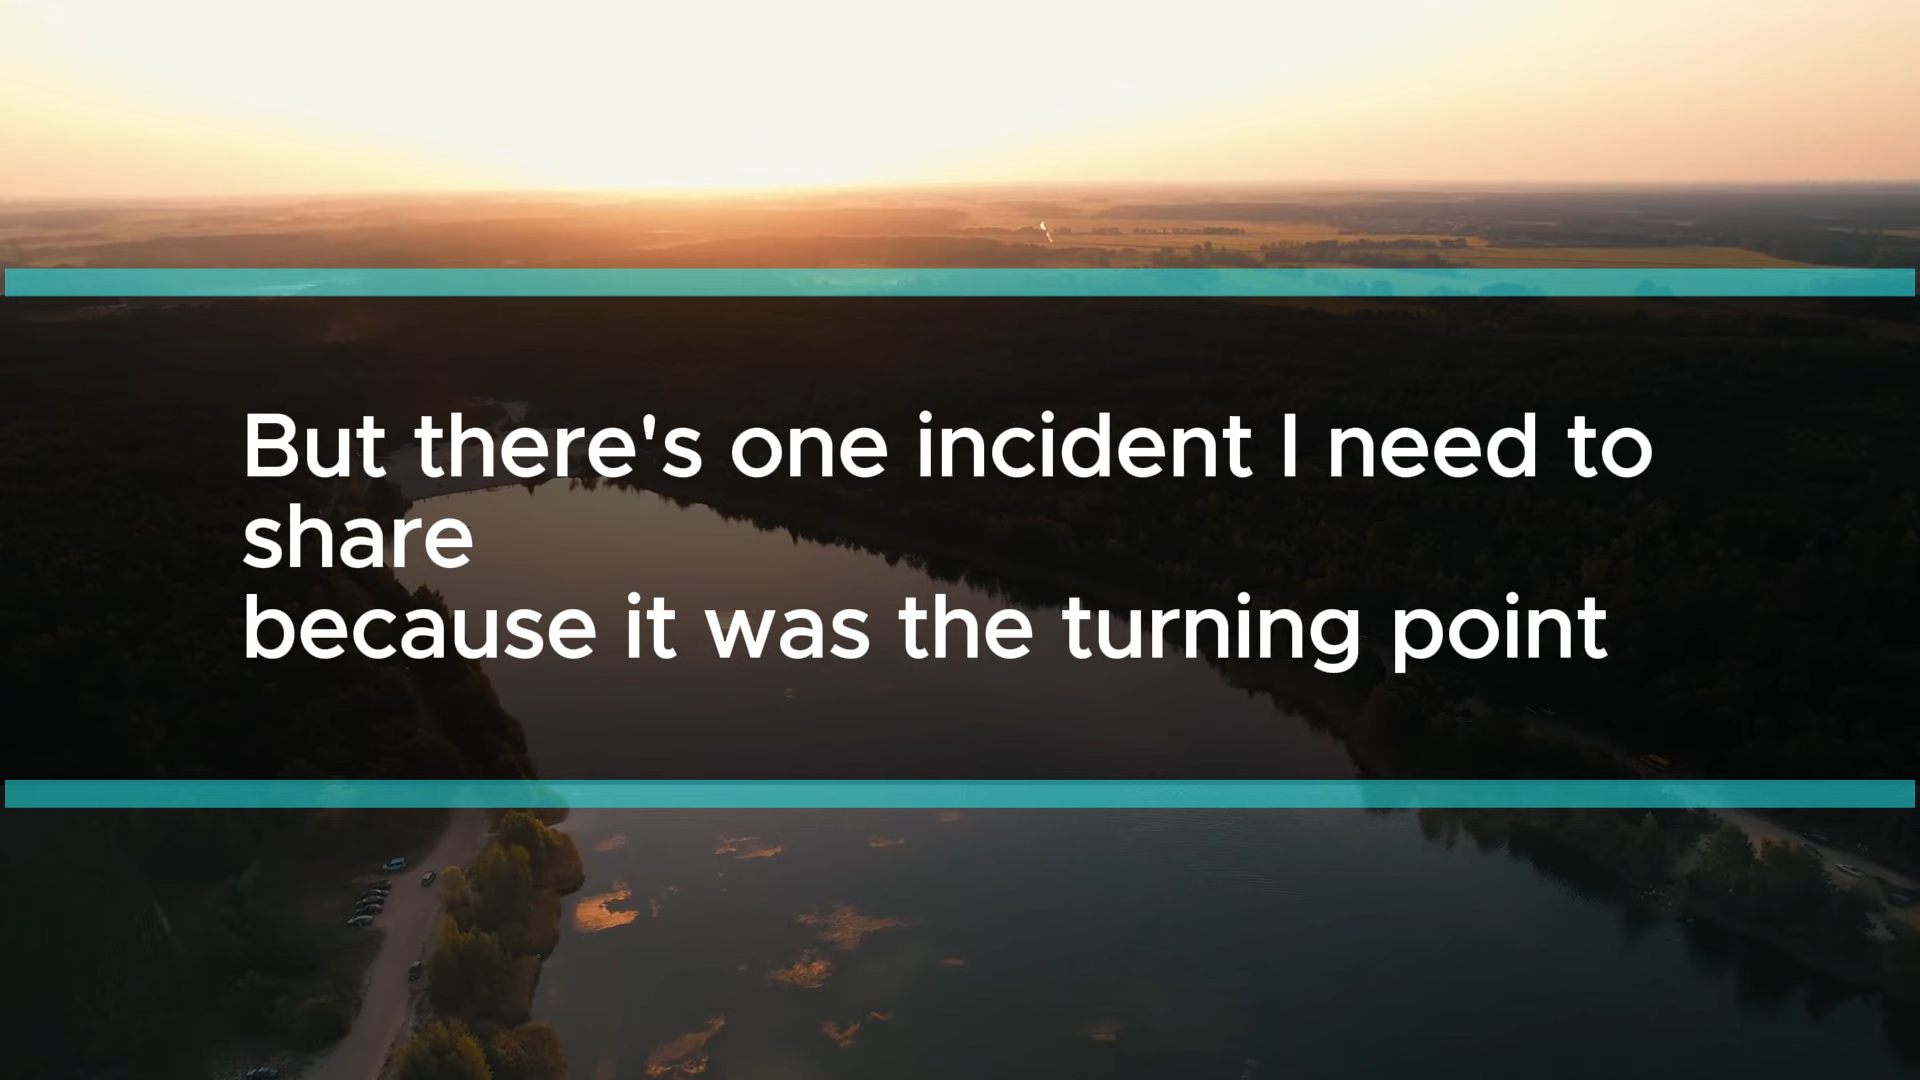 But there's one incident I need to
share
because it was the turning point